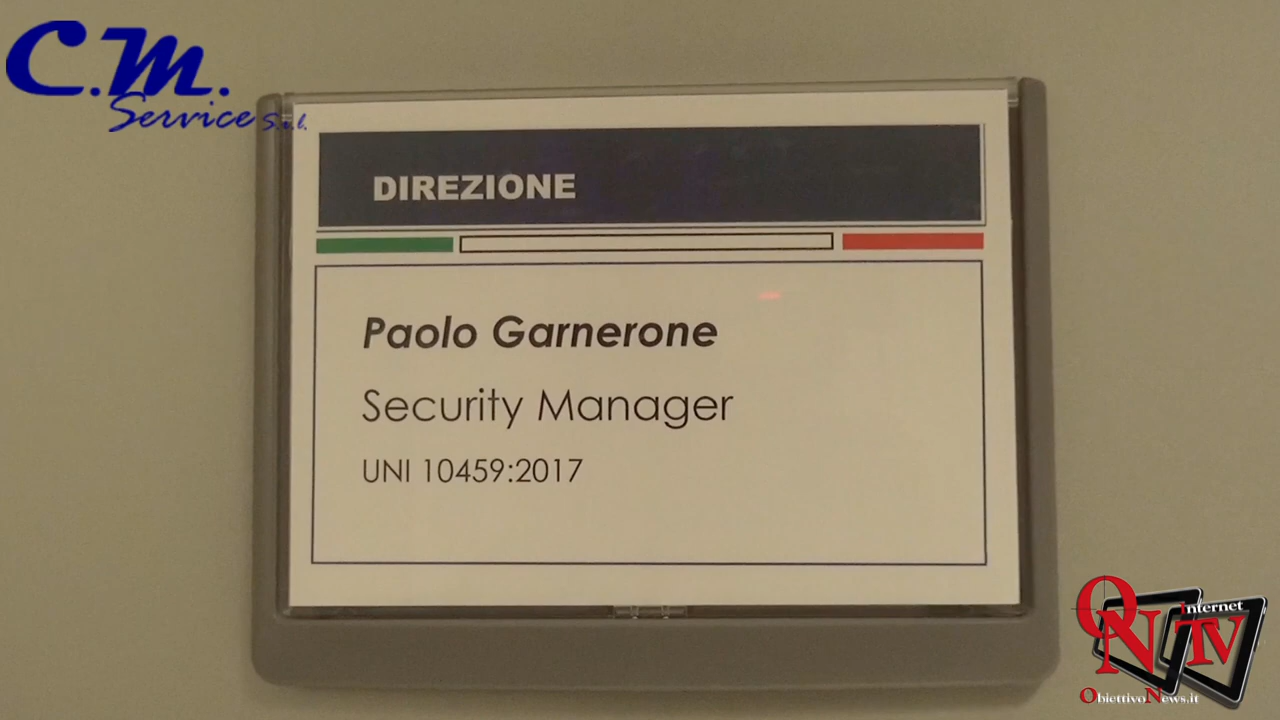 C.M.
Service S.r.l.
DIREZIONE
Paolo Garnerone
Security Manager
UNI 10459:2017
ON
Internet
TV
ObiettivoNews.it